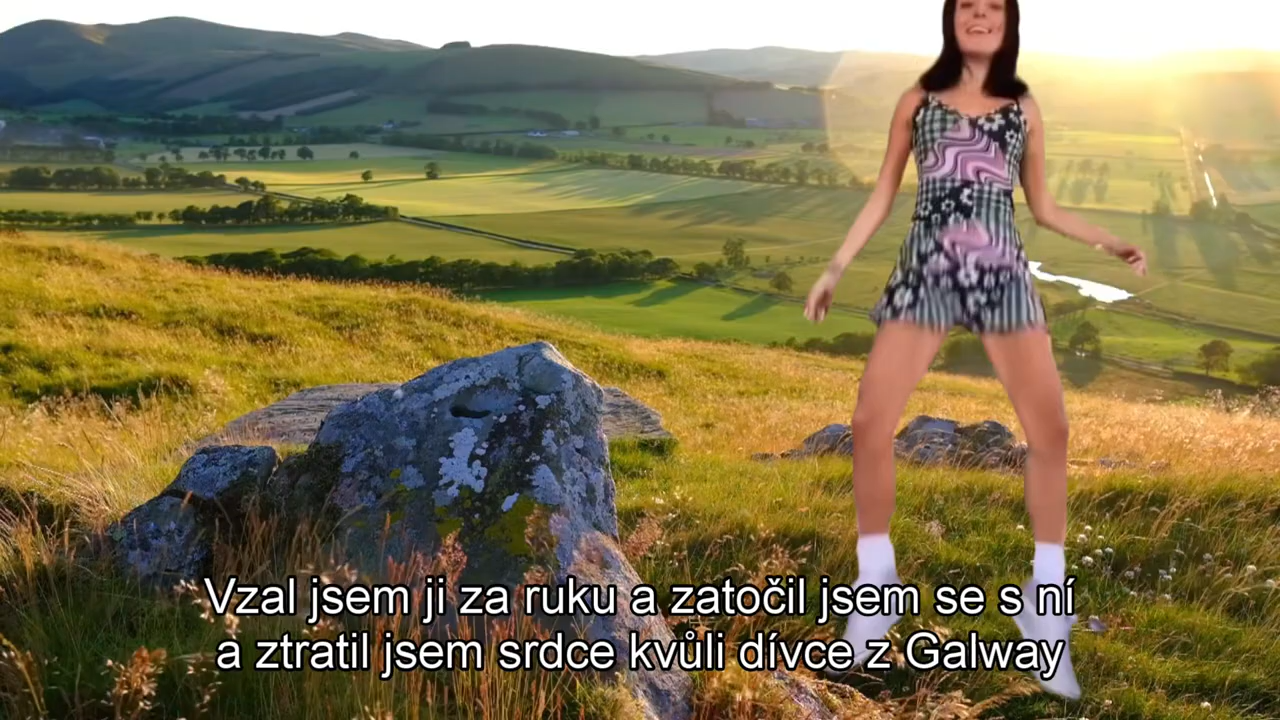 Vzal jsem ji za ruku a zatočil jsem se s ní
a ztratil jsem srdce kvůli dívce z Galway